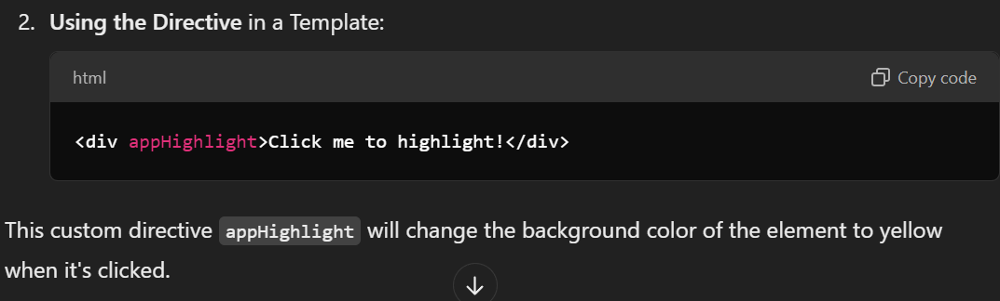 2. Using the Directive in a Template:
html
Copy code
<div appHighlight>Click me to highlight!</div>
This custom directive appHighlight will change the background color of the element to yellow
when it's clicked.